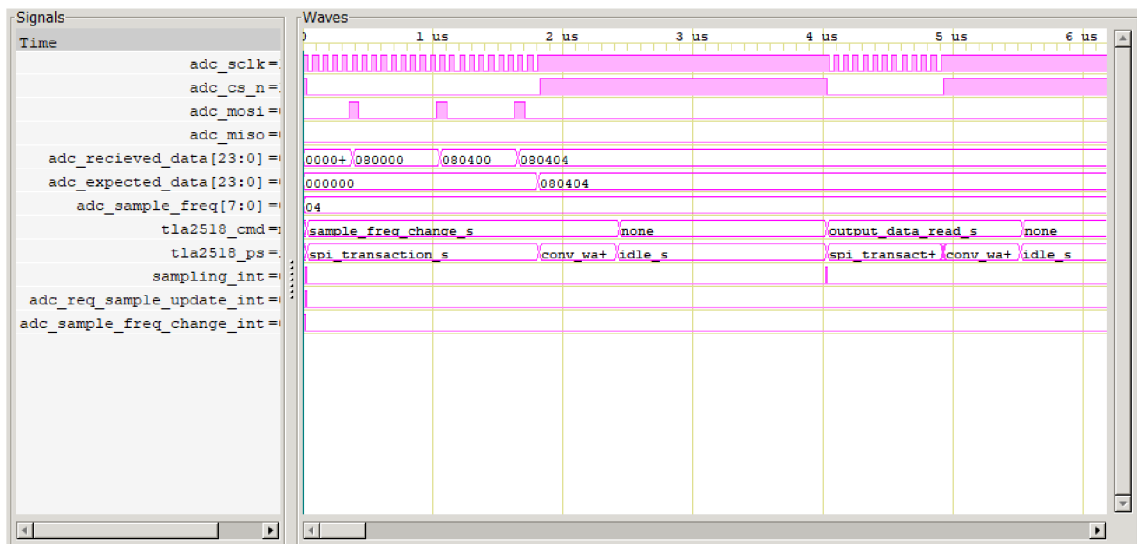 Signals
Waves
Time
1 us 2 us 3 us 4 us 5 us 6 us
adc_sclk=
adc_cs_n=
adc_mosi=
adc_miso=
adc_recieved_data[23:0]= 0000+ 080000 080400 080404
adc_expected_data[23:0]= 000000 080404
adc_sample_freq[7:0]= 04
tla2518_cmd= sample_freq_change_s none output_data_read_s none
tla2518_ps= spi_transaction_s conv_wa+ idle_s spi_transact+ conv_wa+ idle_s
sampling_int=
adc_req_sample_update_int=
adc_sample_freq_change_int=